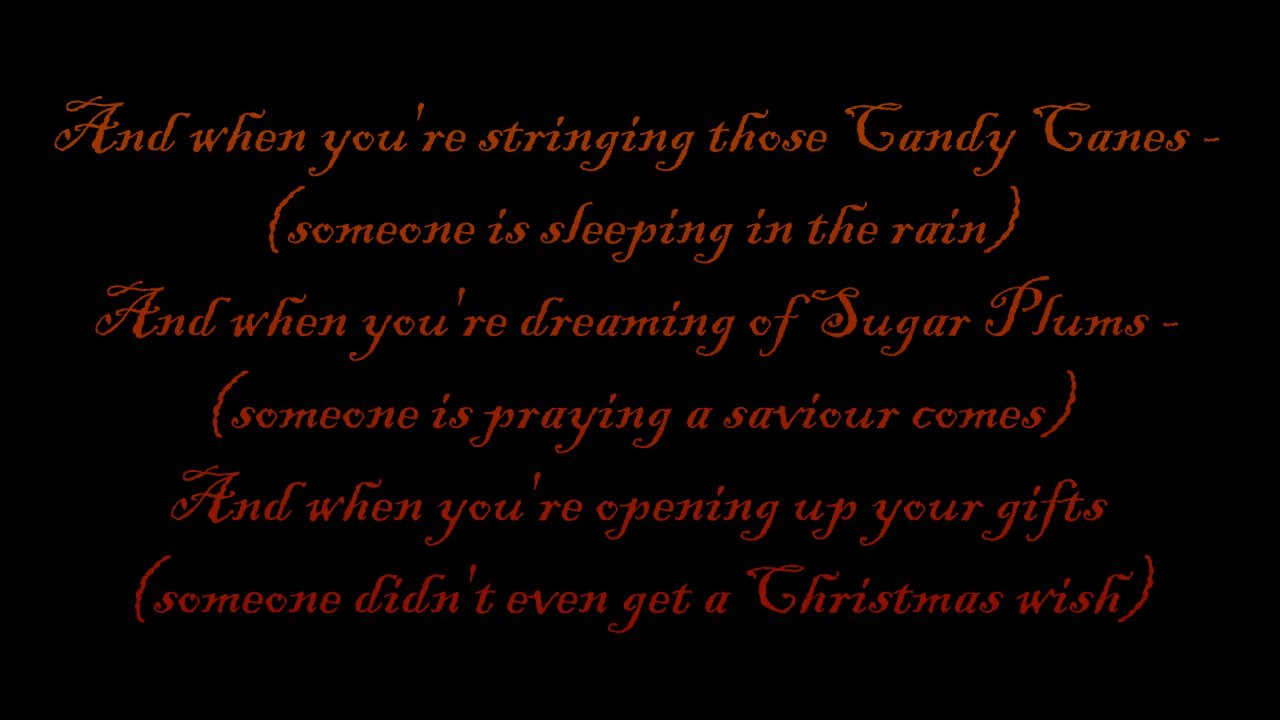 And when you're stringing those Candy Canes -
(someone is sleeping in the rain)
And when you're dreaming of Sugar Plums -
(someone is praying a saviour comes)
And when you're opening up your gifts
(someone didn't even get a Christmas wish)